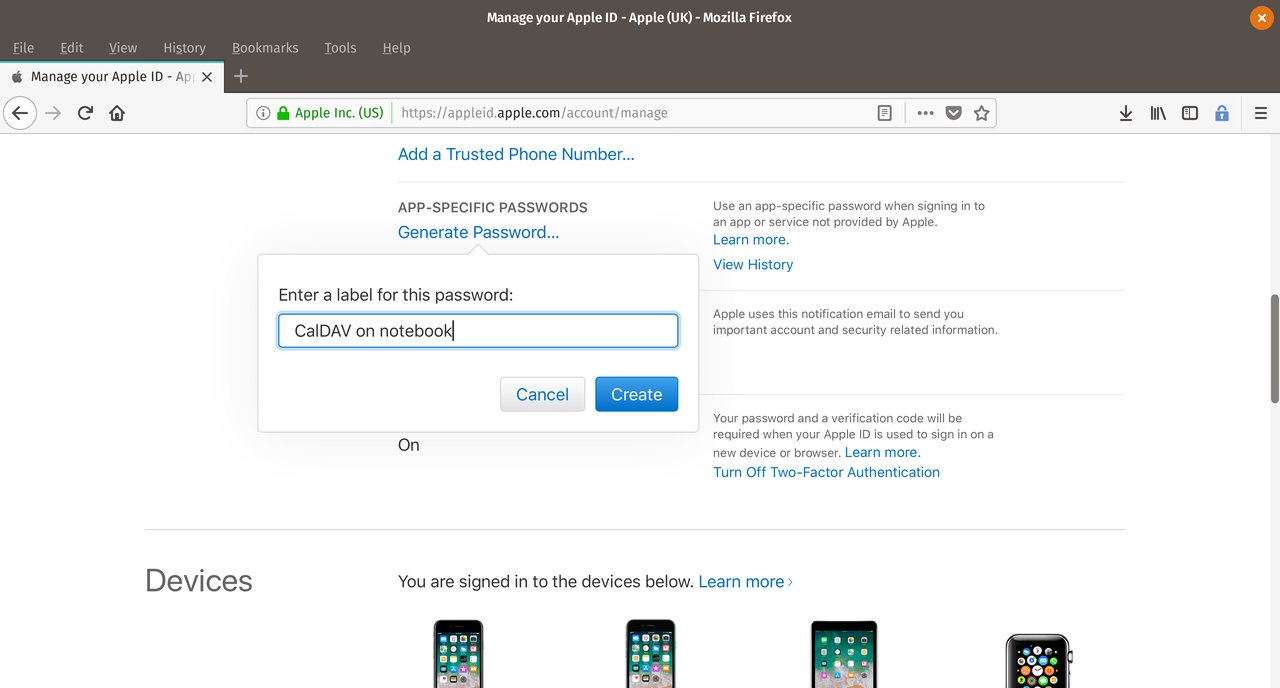 Manage your Apple ID - Apple (UK) - Mozilla Firefox
File Edit View History Bookmarks Tools Help
Manage your Apple ID - Ap
Apple Inc. (US) https://appleid.apple.com/account/manage
Add a Trusted Phone Number...
APP-SPECIFIC PASSWORDS
Generate Password...
Use an app-specific password when signing in to
an app or service not provided by Apple.
Learn more.
View History
Enter a label for this password:
CalDAV on notebook
Cancel Create
Apple uses this notification email to send you
important account and security related information.
On
Your password and a verification code will be
required when your Apple ID is used to sign in on a
new device or browser. Learn more.
Turn Off Two-Factor Authentication
Devices
You are signed in to the devices below. Learn more ›